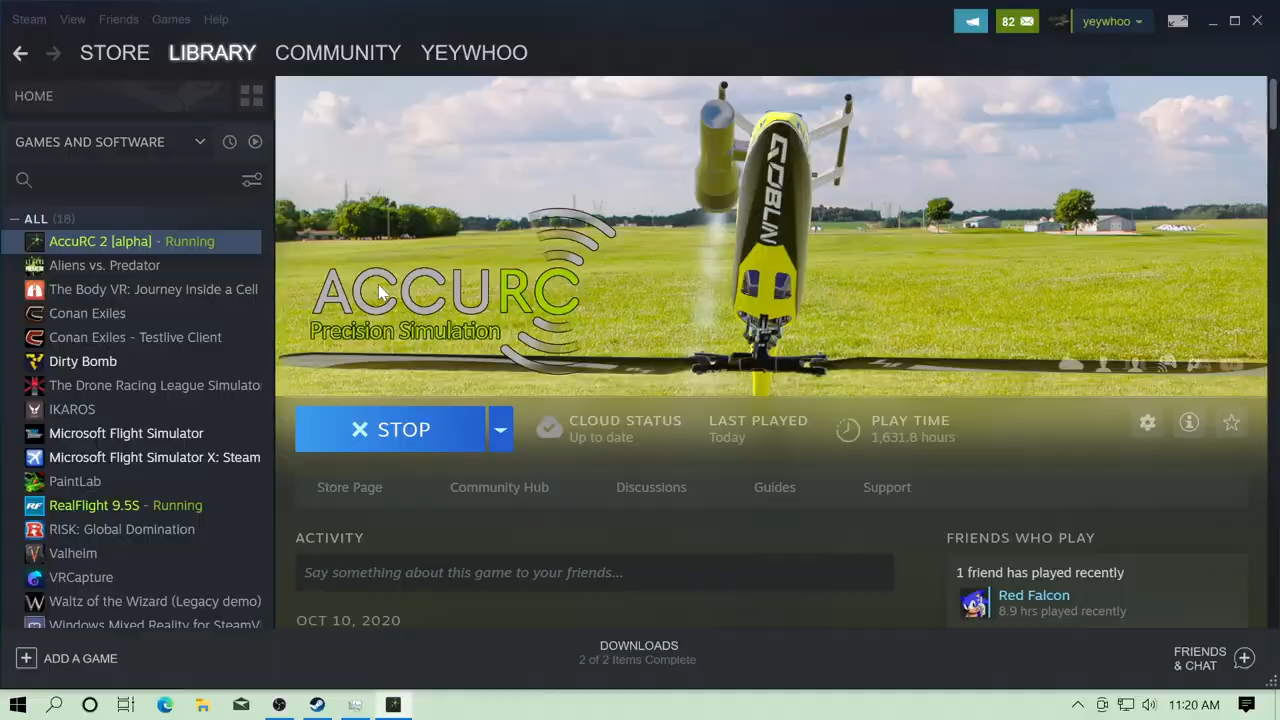 Steam View Friends Games Help
82
yeywhoo
STORE LIBRARY COMMUNITY YEYWHOO
HOME
GAMES AND SOFTWARE
ALL (18)
AccuRC 2 [alpha] - Running
Aliens vs. Predator
The Body VR: Journey Inside a Cell
Conan Exiles
Conan Exiles - Testlive Client
Dirty Bomb
The Drone Racing League Simulato
IKAROS
Microsoft Flight Simulator
Microsoft Flight Simulator X: Steam
PaintLab
RealFlight 9.5S - Running
RISK: Global Domination
Valheim
VRCapture
Waltz of the Wizard (Legacy demo)
Windows Mixed Reality for SteamV
GOBLIN
ACCURC
Precision Simulation
STOP
CLOUD STATUS
Up to date
LAST PLAYED
Today
PLAY TIME
1,631.8 hours
Store Page Community Hub Discussions Guides Support
ACTIVITY
Say something about this game to your friends...
OCT 10, 2020
FRIENDS WHO PLAY
1 friend has played recently
Red Falcon
8.9 hrs played recently
ADD A GAME
DOWNLOADS
2 of 2 Items Complete
FRIENDS
& CHAT
11:20 AM